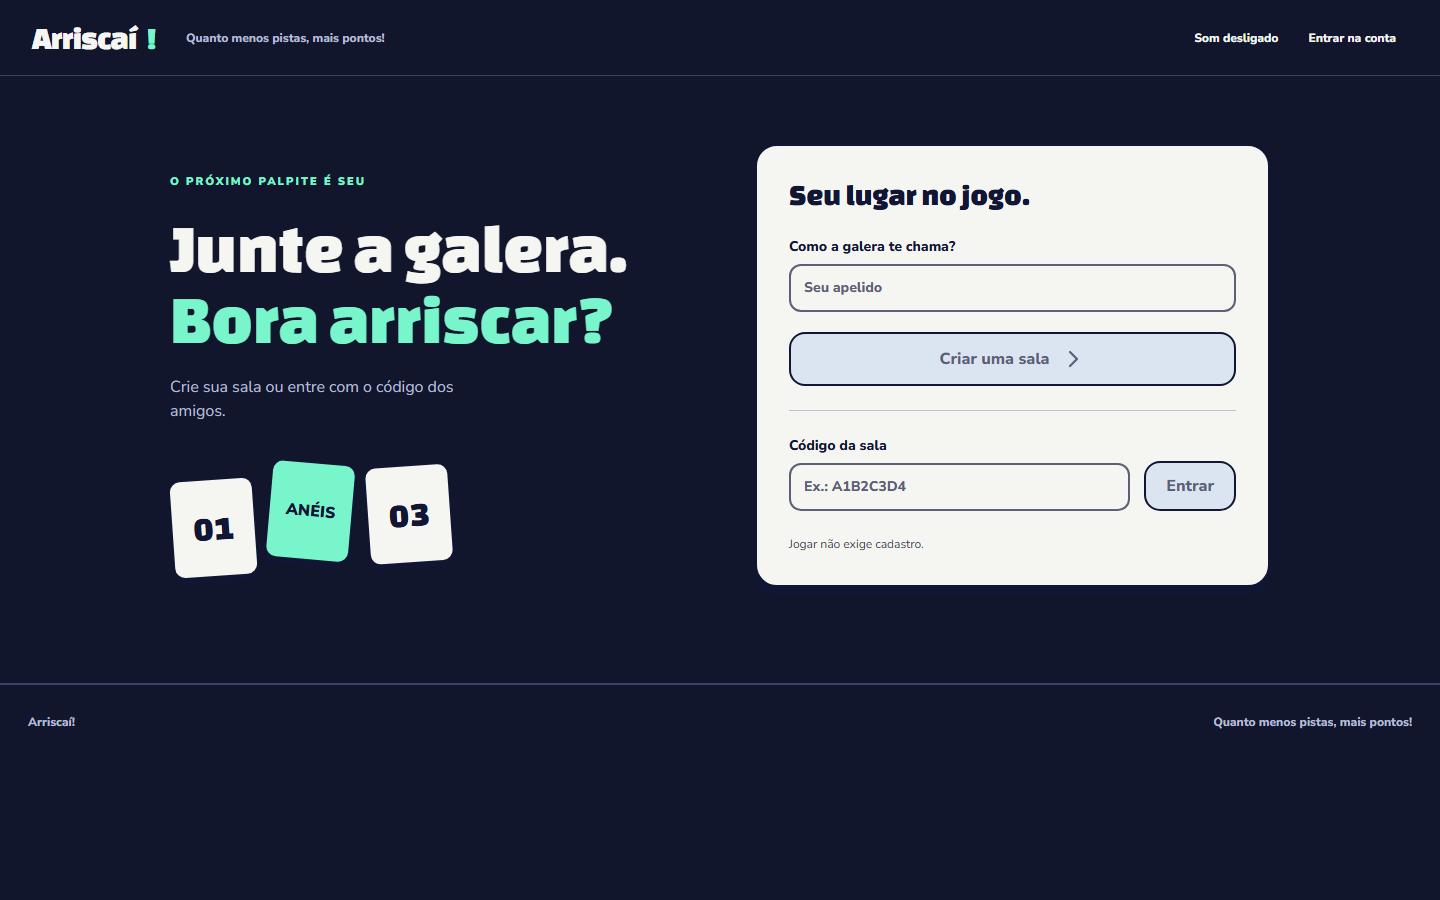 Arriscaí !
Quanto menos pistas, mais pontos!
Som desligado
Entrar na conta
O PRÓXIMO PALPITE É SEU
Junte a galera.
Bora arriscar?
Crie sua sala ou entre com o código dos
amigos.
01
ANÉIS
03
Seu lugar no jogo.
Como a galera te chama?
Seu apelido
Criar uma sala
Código da sala
Ex.: A1B2C3D4
Entrar
Jogar não exige cadastro.
Arriscaí!
Quanto menos pistas, mais pontos!